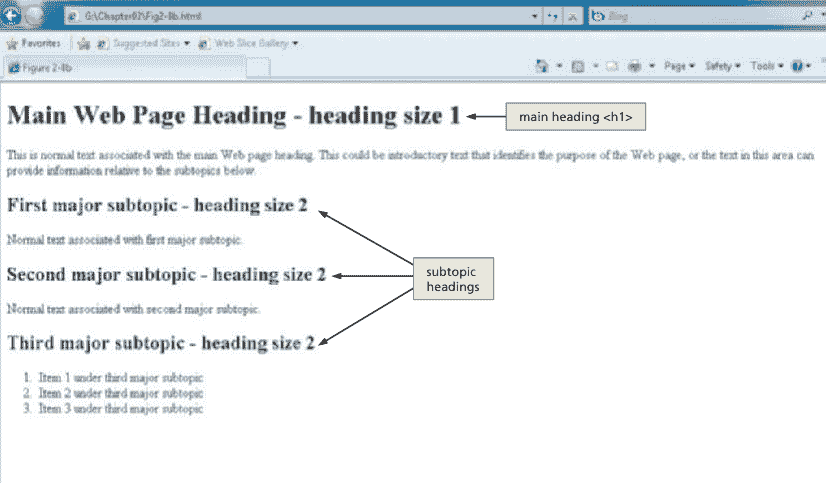 G:\Chapter02\Fig2-8b.html
Bing
Favorites Suggested Sites Web Slice Gallery
Figure 2-8b
Page Safety Tools
Main Web Page Heading - heading size 1
main heading <h1>
This is normal text associated with the main Web page heading. This could be introductory text that identifies the purpose of the Web page, or the text in this area can
provide information relative to the subtopics below.
First major subtopic - heading size 2
Normal text associated with first major subtopic.
subtopic
headings
Second major subtopic - heading size 2
Normal text associated with second major subtopic.
Third major subtopic - heading size 2
1. Item 1 under third major subtopic
2. Item 2 under third major subtopic
3. Item 3 under third major subtopic